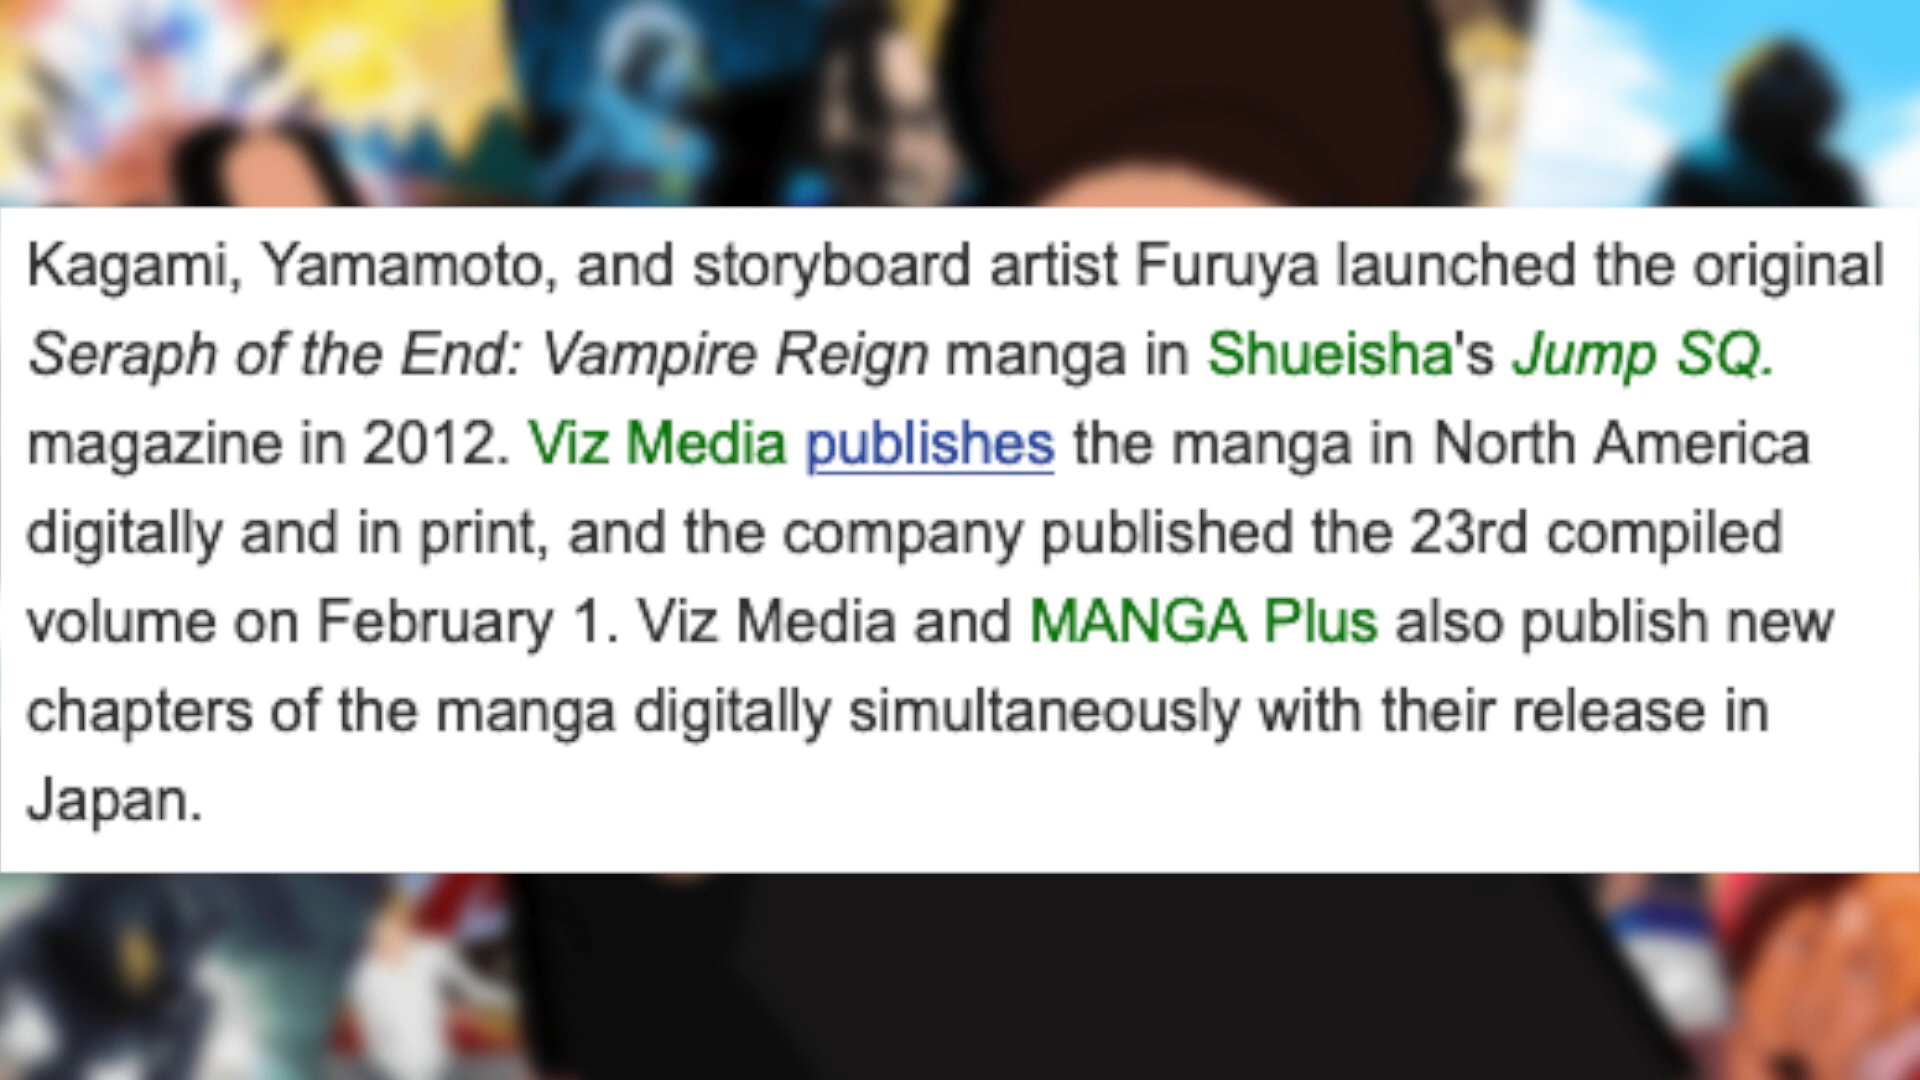 Kagami, Yamamoto, and storyboard artist Furuya launched the original
Seraph of the End: Vampire Reign manga in Shueisha's Jump SQ.
magazine in 2012. Viz Media publishes the manga in North America
digitally and in print, and the company published the 23rd compiled
volume on February 1. Viz Media and MANGA Plus also publish new
chapters of the manga digitally simultaneously with their release in
Japan.